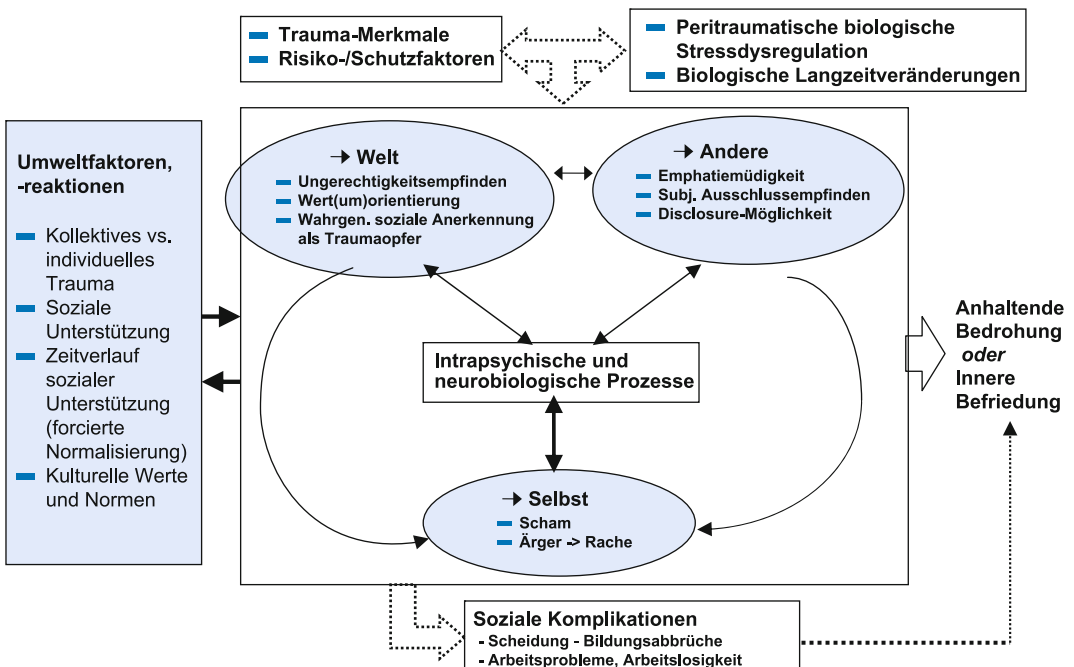 Trauma-Merkmale
Risiko-/Schutzfaktoren
Peritraumatische biologische
Stressdysregulation
Biologische Langzeitveränderungen
Umweltfaktoren,
-reaktionen
Kollektives vs.
individuelles
Trauma
Soziale
Unterstützung
Zeitverlauf
sozialer
Unterstützung
(forcierte
Normalisierung)
Kulturelle Werte
und Normen
→ Welt
Ungerechtigkeitsempfinden
Wert(um)orientierung
Wahrgen. soziale Anerkennung
als Traumaopfer
→ Andere
Emphatiemüdigkeit
Subj. Ausschlussempfinden
Disclosure-Möglichkeit
Intrapsychische und
neurobiologische Prozesse
→ Selbst
Scham
Ärger -> Rache
Anhaltende
Bedrohung
oder
Innere
Befriedung
Soziale Komplikationen
- Scheidung - Bildungsabbrüche
- Arbeitsprobleme, Arbeitslosigkeit